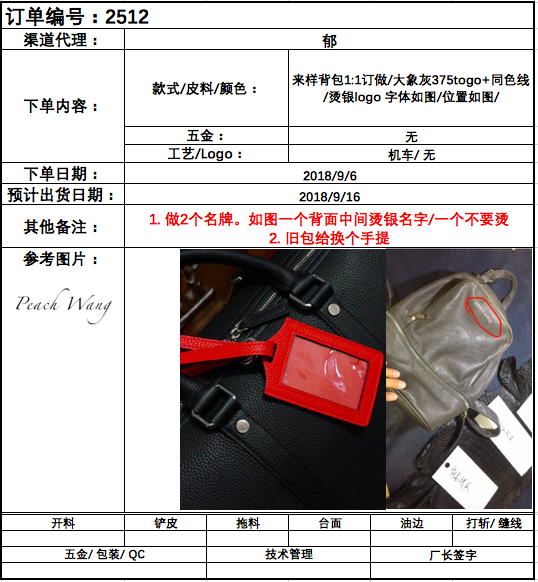 订单编号：2512
渠道代理：
郁
下单内容：
款式/皮料/颜色：
来样背包1:1订做/大象灰375togo+同色线
/烫银logo 字体如图/位置如图/
五金：
无
工艺/Logo：
机车/ 无
下单日期：
2018/9/6
预计出货日期：
2018/9/16
其他备注：
1. 做2个名牌。如图一个背面中间烫银名字/一个不要烫
2. 旧包给换个手提
参考图片：
Peach Wang
开料
铲皮
拖料
台面
油边
打斩/ 缝线
五金/ 包装/ QC
技术管理
厂长签字